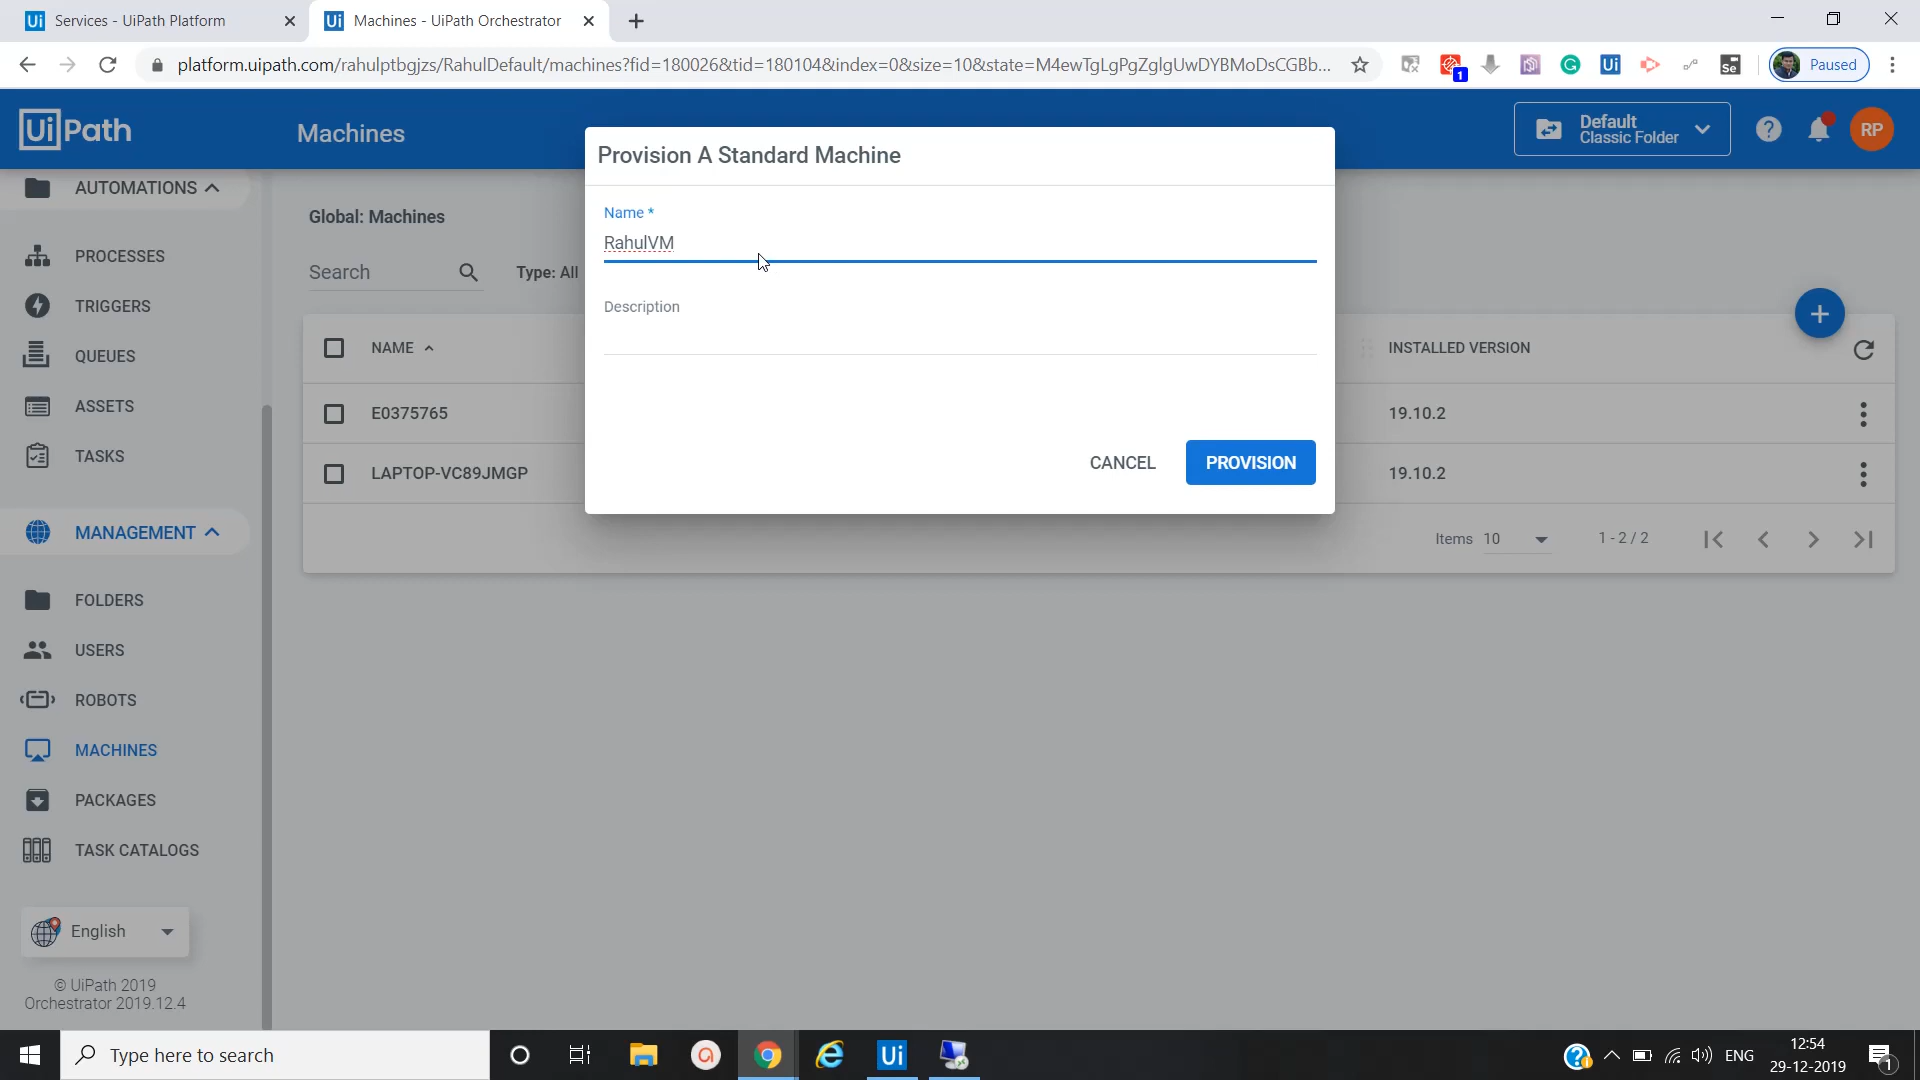 Services - UiPath Platform
Machines - UiPath Orchestrator
platform.uipath.com/rahulptbgjzs/RahulDefault/machines?fid=180026&tid=180104&index=0&size=10&state=M4ewTgLgPgZglgUwDYBMoDsCGBb...
1
Se
Paused
UiPath
Machines
Default
Classic Folder
RP
AUTOMATIONS
PROCESSES
TRIGGERS
QUEUES
ASSETS
TASKS
MANAGEMENT
FOLDERS
USERS
ROBOTS
MACHINES
PACKAGES
TASK CATALOGS
English
© UiPath 2019
Orchestrator 2019.12.4
Global: Machines
Search
Type: All
NAME
INSTALLED VERSION
E0375765
19.10.2
LAPTOP-VC89JMGP
19.10.2
Items 10
1 - 2 / 2
Provision A Standard Machine
Name *
RahulVM
Description
CANCEL
PROVISION
Type here to search
Ui
ENG
12:54
29-12-2019
1